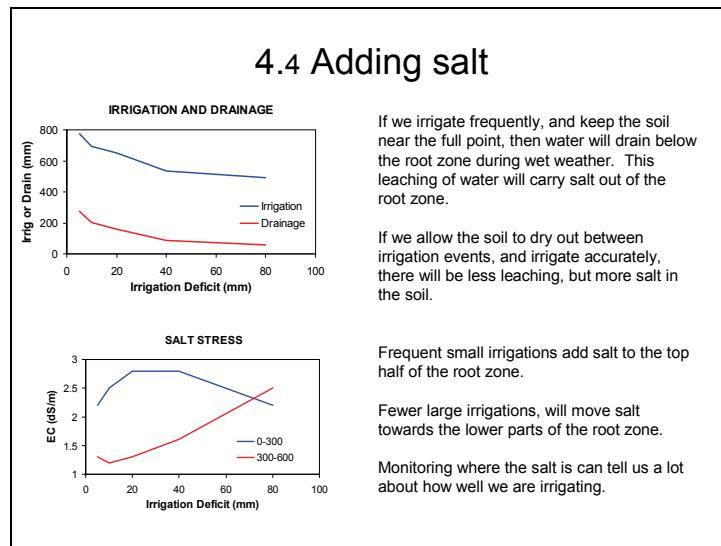 4.4 Adding salt
IRRIGATION AND DRAINAGE
Irrig or Drain (mm)
800
600
400
200
0
Irrigation
Drainage
0 20 40 60 80 100
Irrigation Deficit (mm)
If we irrigate frequently, and keep the soil
near the full point, then water will drain below
the root zone during wet weather. This
leaching of water will carry salt out of the
root zone.
If we allow the soil to dry out between
irrigation events, and irrigate accurately,
there will be less leaching, but more salt in
the soil.
SALT STRESS
EC (dS/m)
3
2.5
2
1.5
1
0-300
300-600
0 20 40 60 80 100
Irrigation Deficit (mm)
Frequent small irrigations add salt to the top
half of the root zone.
Fewer large irrigations, will move salt
towards the lower parts of the root zone.
Monitoring where the salt is can tell us a lot
about how well we are irrigating.